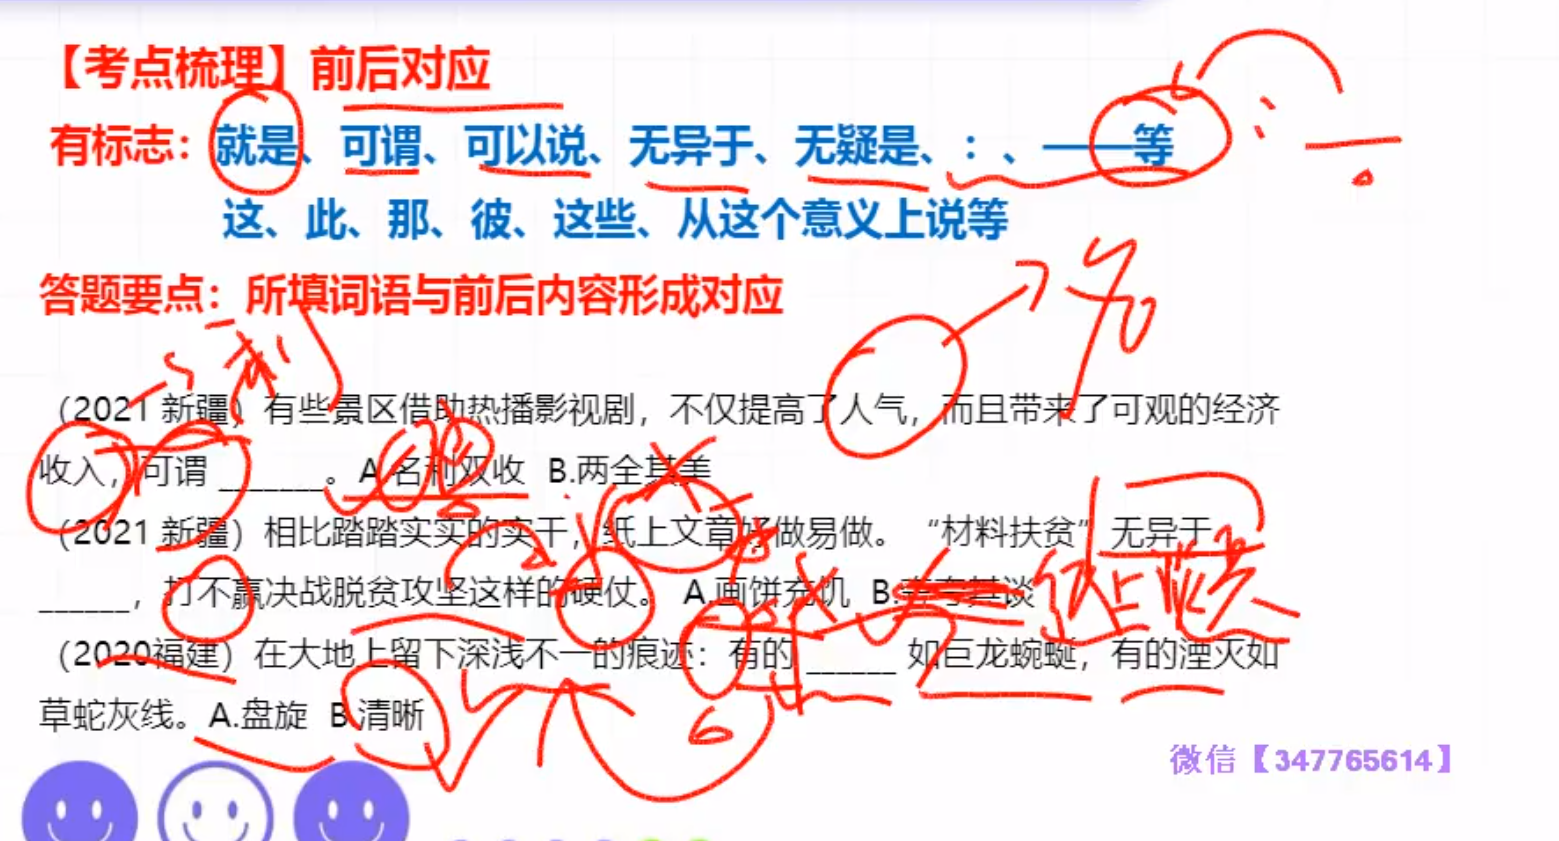 【考点梳理】前后对应
有标志：就是、可谓、可以说、无异于、无疑是、：、——等
这、此、那、彼、这些、从这个意义上说等
答题要点：所填词语与前后内容形成对应
（2021 新疆）有些景区借助热播影视剧，不仅提高了人气，而且带来了可观的经济
收入，可谓 ______。A.名利双收 B.两全其美
（2021 新疆）相比踏踏实实的实干，纸上文章好做易做。“材料扶贫”无异于
______，打不赢决战脱贫攻坚这样的硬仗。 A.画饼充饥 B.夸夸其谈
（2020福建）在大地上留下深浅不一的痕迹：有的 ______ 如巨龙蜿蜒，有的湮灭如
草蛇灰线。A.盘旋 B.清晰
名
利
微信【347765614】